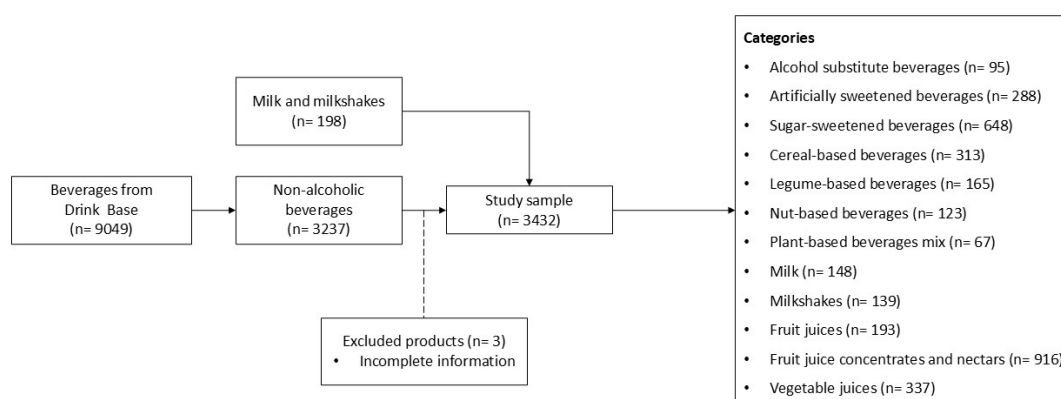 Milk and milkshakes
(n= 198)
Beverages from
Drink Base
(n= 9049)
Non-alcoholic
beverages
(n= 3237)
Study sample
(n= 3432)
Excluded products (n= 3)
• Incomplete information
Categories
• Alcohol substitute beverages (n= 95)
• Artificially sweetened beverages (n= 288)
• Sugar-sweetened beverages (n= 648)
• Cereal-based beverages (n= 313)
• Legume-based beverages (n= 165)
• Nut-based beverages (n= 123)
• Plant-based beverages mix (n= 67)
• Milk (n= 148)
• Milkshakes (n= 139)
• Fruit juices (n= 193)
• Fruit juice concentrates and nectars (n= 916)
• Vegetable juices (n= 337)